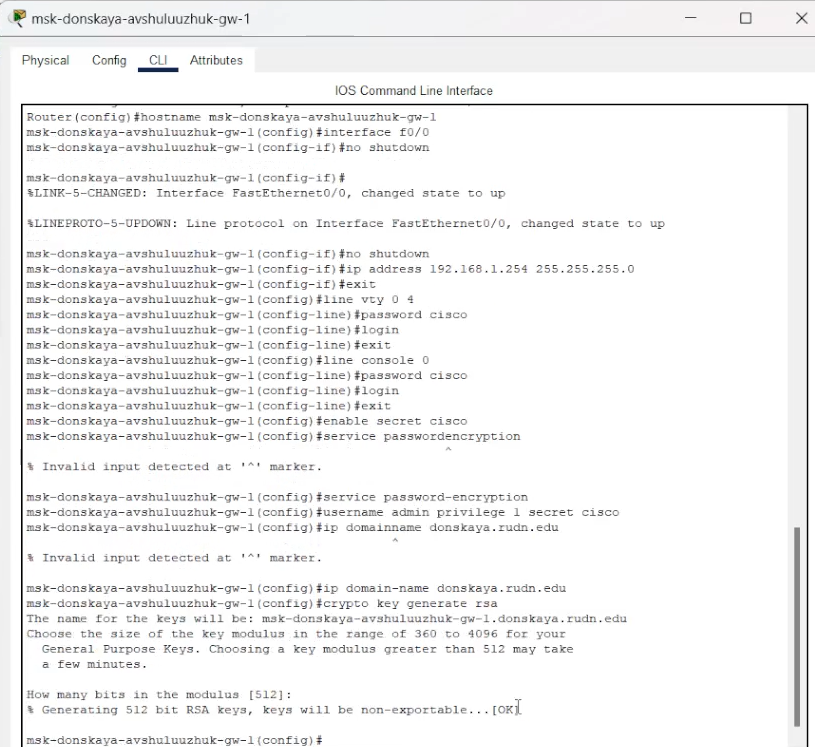 msk-donskaya-avshuluuzhuk-gw-1
Physical Config CLI Attributes
IOS Command Line Interface
Router(config)#hostname msk-donskaya-avshuluuzhuk-gw-1
msk-donskaya-avshuluuzhuk-gw-1(config)#interface f0/0
msk-donskaya-avshuluuzhuk-gw-1(config-if)#no shutdown
msk-donskaya-avshuluuzhuk-gw-1(config-if)#
%LINK-5-CHANGED: Interface FastEthernet0/0, changed state to up
%LINEPROTO-5-UPDOWN: Line protocol on Interface FastEthernet0/0, changed state to up
msk-donskaya-avshuluuzhuk-gw-1(config-if)#no shutdown
msk-donskaya-avshuluuzhuk-gw-1(config-if)#ip address 192.168.1.254 255.255.255.0
msk-donskaya-avshuluuzhuk-gw-1(config-if)#exit
msk-donskaya-avshuluuzhuk-gw-1(config)#line vty 0 4
msk-donskaya-avshuluuzhuk-gw-1(config-line)#password cisco
msk-donskaya-avshuluuzhuk-gw-1(config-line)#login
msk-donskaya-avshuluuzhuk-gw-1(config-line)#exit
msk-donskaya-avshuluuzhuk-gw-1(config)#line console 0
msk-donskaya-avshuluuzhuk-gw-1(config-line)#password cisco
msk-donskaya-avshuluuzhuk-gw-1(config-line)#login
msk-donskaya-avshuluuzhuk-gw-1(config-line)#exit
msk-donskaya-avshuluuzhuk-gw-1(config)#enable secret cisco
msk-donskaya-avshuluuzhuk-gw-1(config)#service passwordencryption
^
% Invalid input detected at '^' marker.
msk-donskaya-avshuluuzhuk-gw-1(config)#service password-encryption
msk-donskaya-avshuluuzhuk-gw-1(config)#username admin privilege 1 secret cisco
msk-donskaya-avshuluuzhuk-gw-1(config)#ip domainname donskaya.rudn.edu
^
% Invalid input detected at '^' marker.
msk-donskaya-avshuluuzhuk-gw-1(config)#ip domain-name donskaya.rudn.edu
msk-donskaya-avshuluuzhuk-gw-1(config)#crypto key generate rsa
The name for the keys will be: msk-donskaya-avshuluuzhuk-gw-1.donskaya.rudn.edu
Choose the size of the key modulus in the range of 360 to 4096 for your
General Purpose Keys. Choosing a key modulus greater than 512 may take
a few minutes.
How many bits in the modulus [512]:
% Generating 512 bit RSA keys, keys will be non-exportable...[OK]
msk-donskaya-avshuluuzhuk-gw-1(config)#